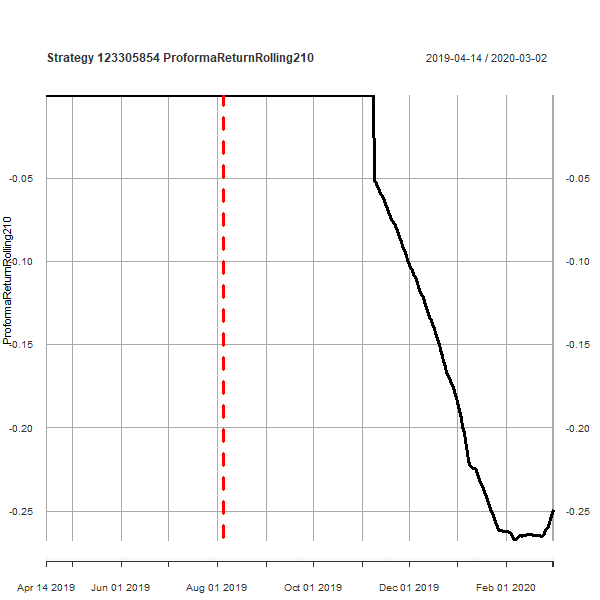 Strategy 123305854 ProformaReturnRolling210
2019-04-14 / 2020-03-02
ProformaReturnRolling210
-0.05 -0.05
-0.10 -0.10
-0.15 -0.15
-0.20 -0.20
-0.25 -0.25
Apr 14 2019 Jun 01 2019 Aug 01 2019 Oct 01 2019 Dec 01 2019 Feb 01 2020